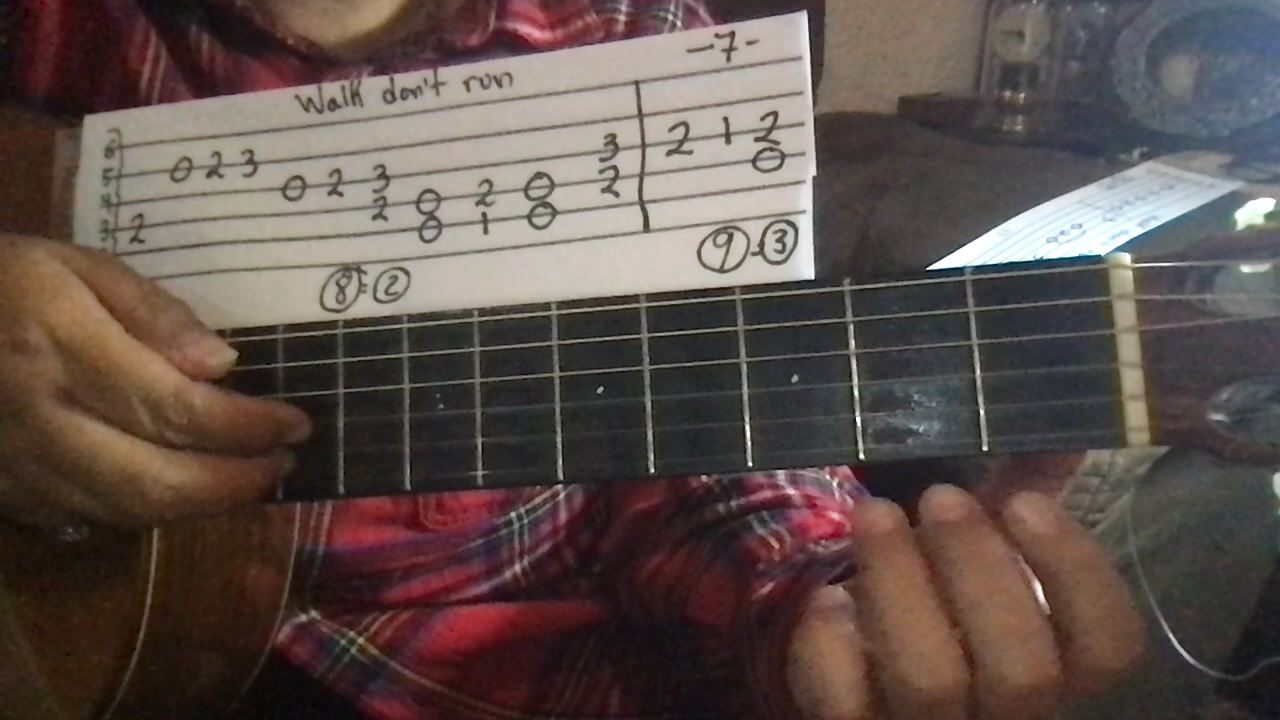 -7-
Walk don't run
6
5 0 2 3 3 2 1 2
4 0 2 3 0 2 0 2 0
3 2 2 0 1 0
8 = 2 9 . 3